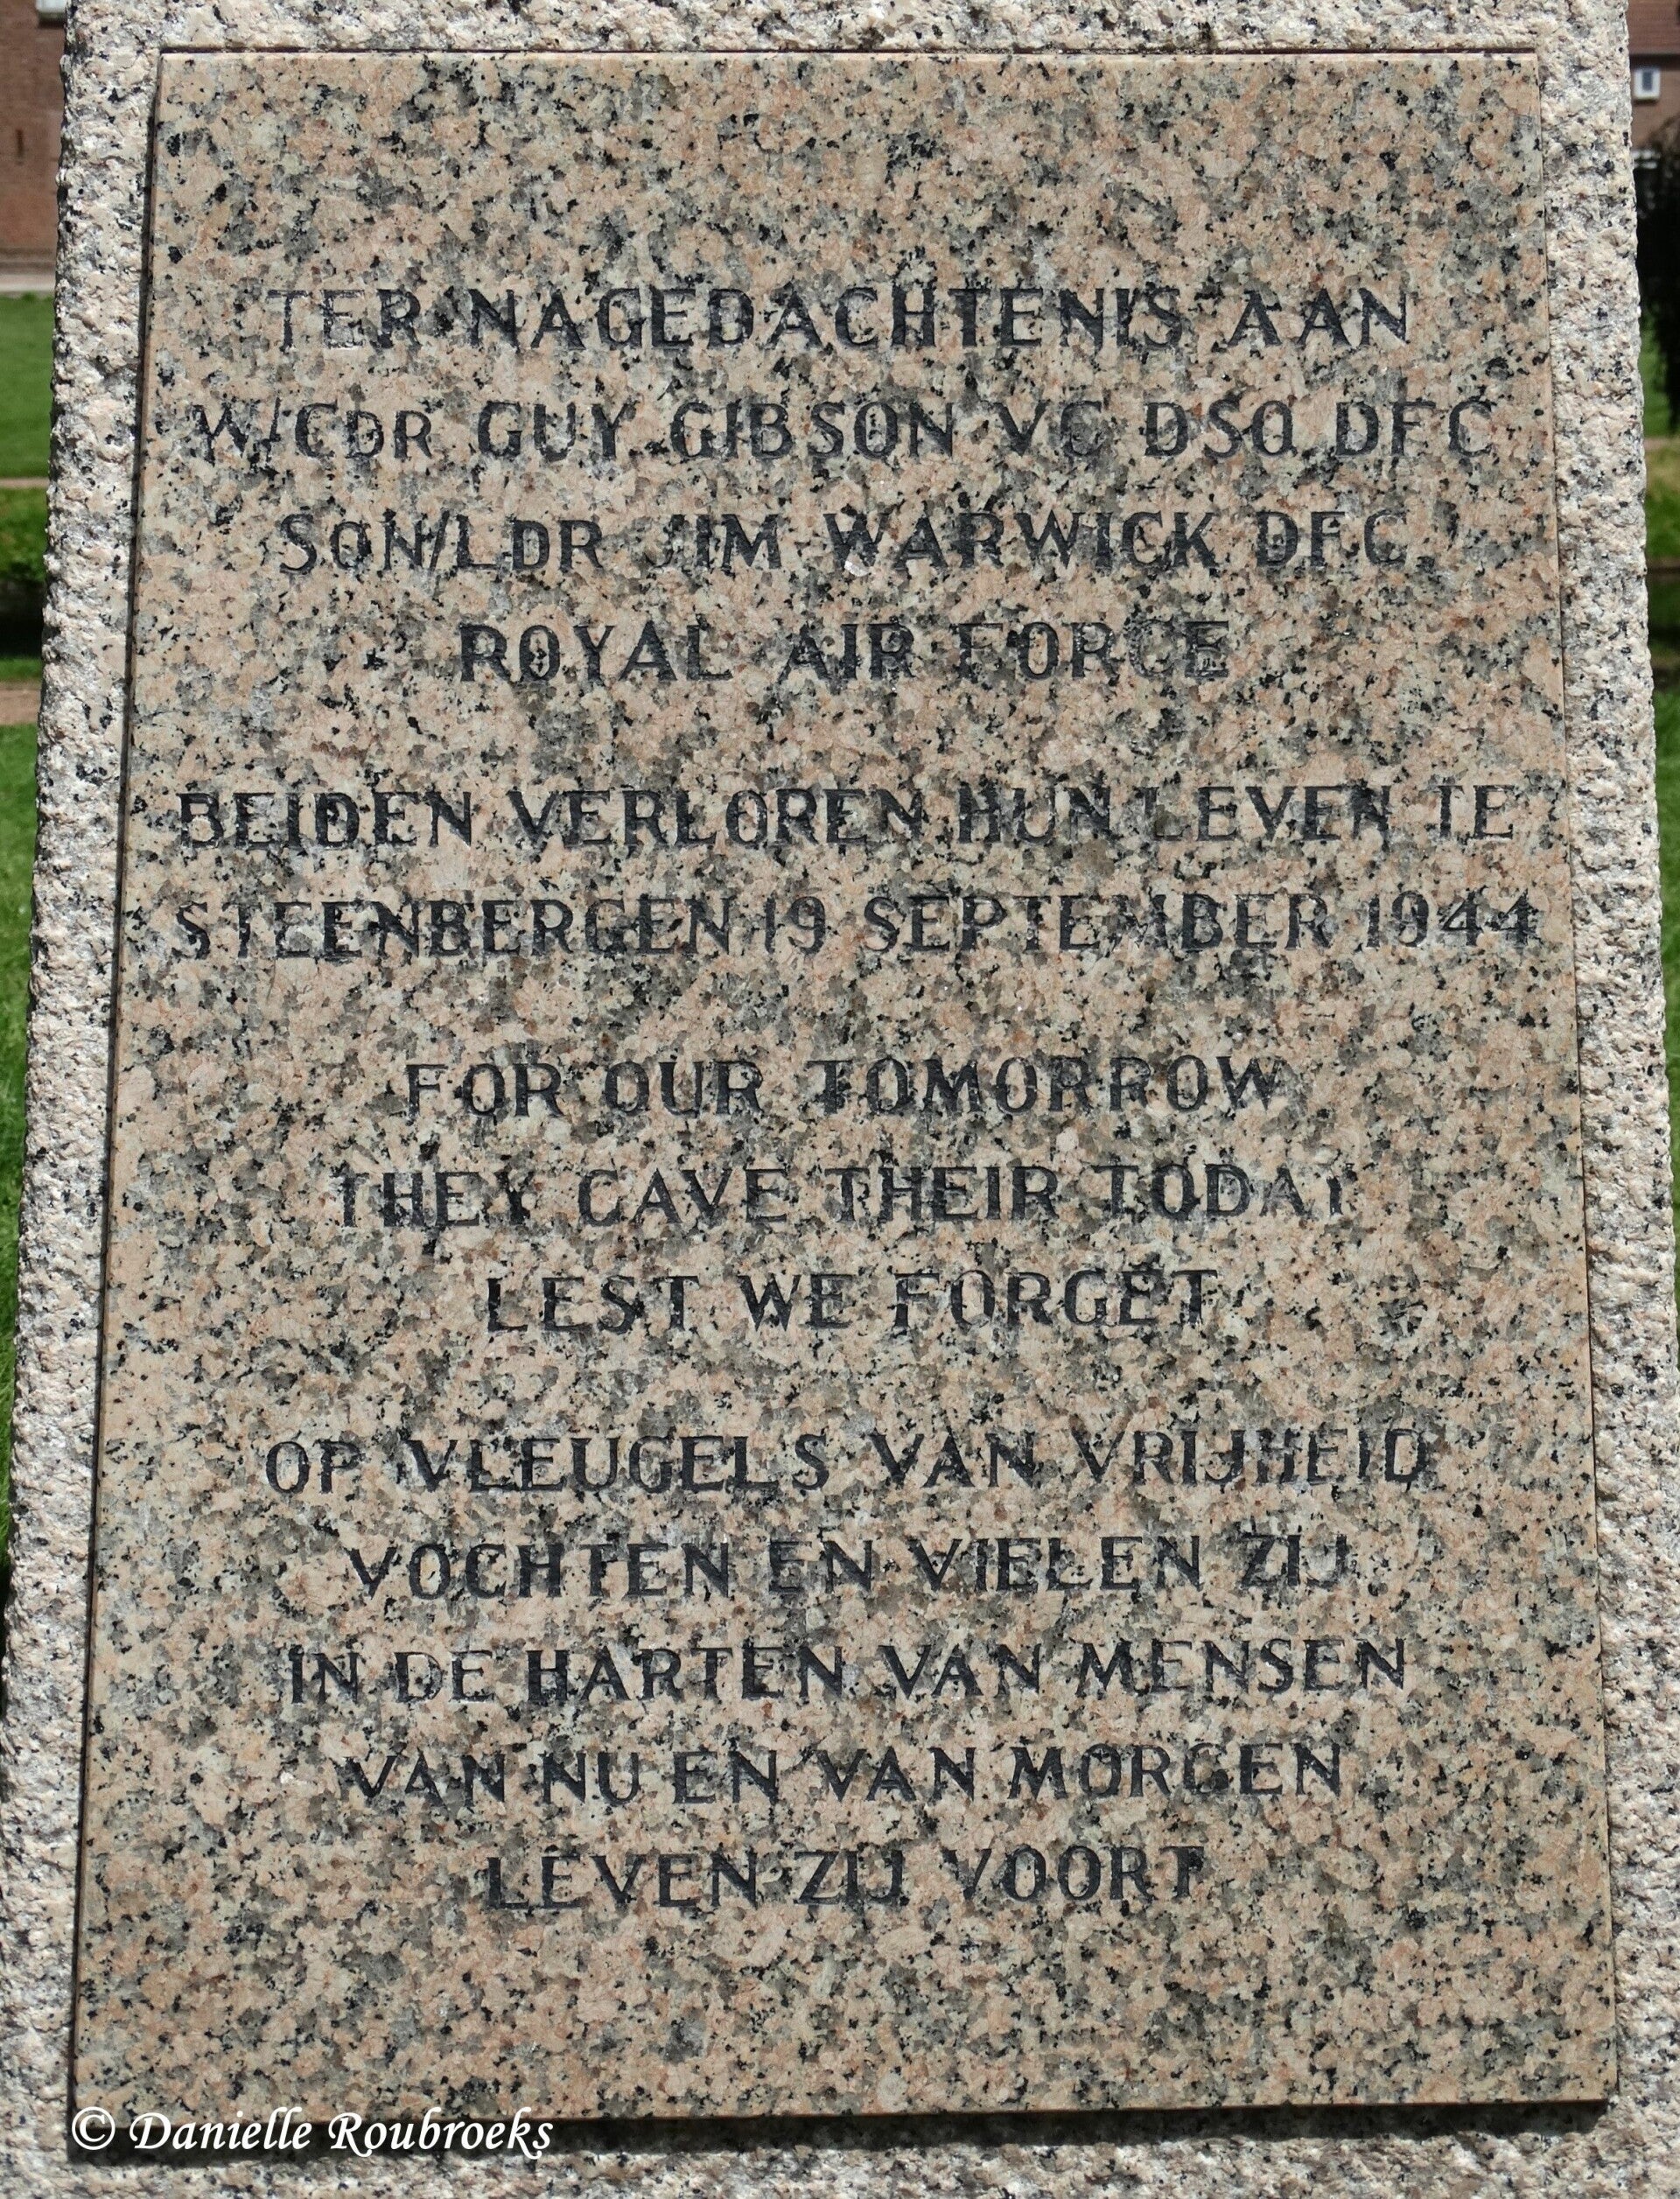 TER NAGEDACHTENIS AAN
W/CDR GUY GIBSON VC DSO DFC
SQN/LDR JIM WARWICK DFC.
ROYAL AIR FORCE
BEIDEN VERLOREN HUN LEVEN TE
STEENBERGEN 19 SEPTEMBER 1944
FOR OUR TOMORROW
THEY GAVE THEIR TODAY
LEST WE FORGET
OP VLEUGELS VAN VRIJHEID
VOCHTEN EN VIELEN ZIJ
IN DE HARTEN VAN MENSEN
VAN NU EN VAN MORGEN
LEVEN ZIJ VOORT
© Danielle Roubroeks